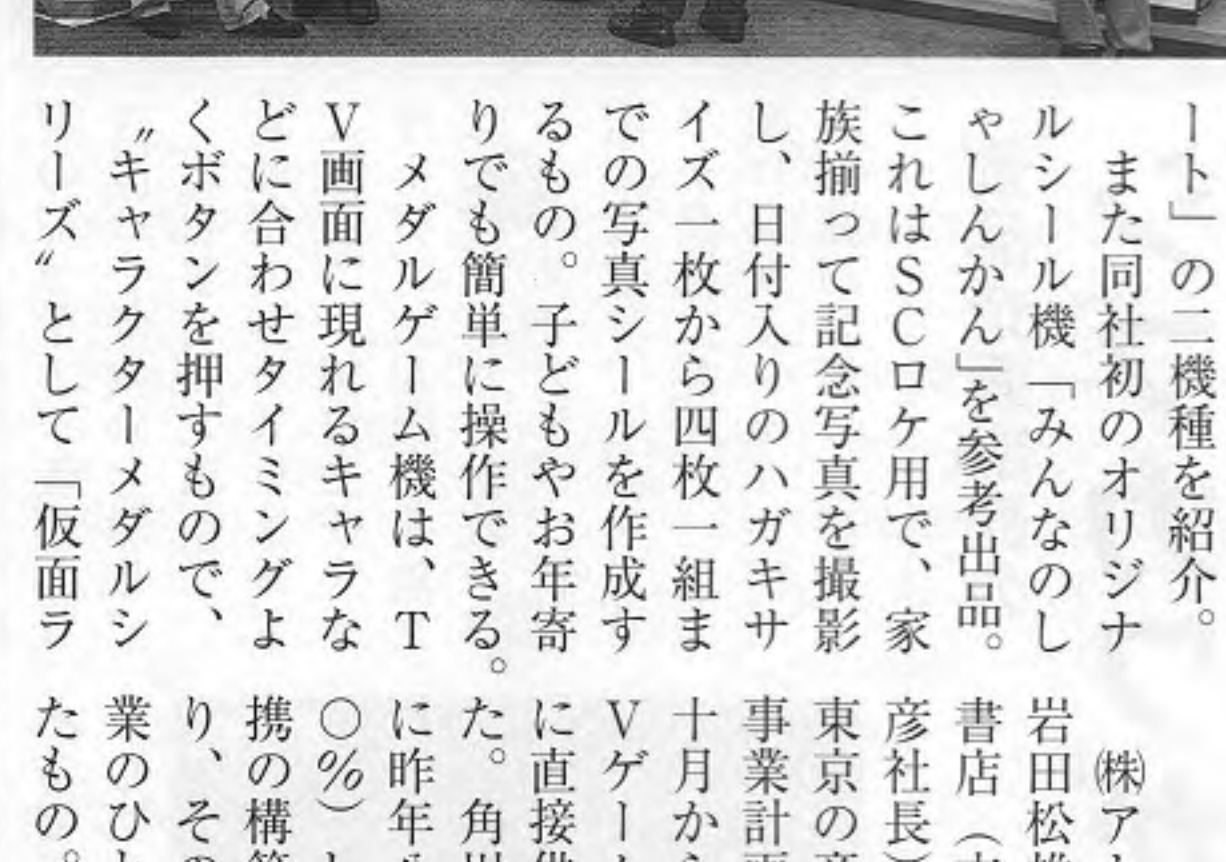 ート」の二機種を紹介。
また同社初のオリジナ
ルシール機「みんなのし
ゃしんかん」を参考出品。
これはＳＣロケ用で、家
族揃って記念写真を撮影
し、日付入りのハガキサ
イズ一枚から四枚一組ま
での写真シールを作成す
るもの。子どもやお年寄
りでも簡単に操作できる。
メダルゲーム機は、Ｔ
Ｖ画面に現れるキャラな
どに合わせタイミングよ
くボタンを押すもので、
〝キャラクターメダルシ
リーズ〟として「仮面ラ
㈱ア
岩田松
書店（
彦社長
東京の
事業計
十月か
Ｖゲー
に直接
た。角
に昨年
〇％）
携の構
り、その
業のひ
たもの。